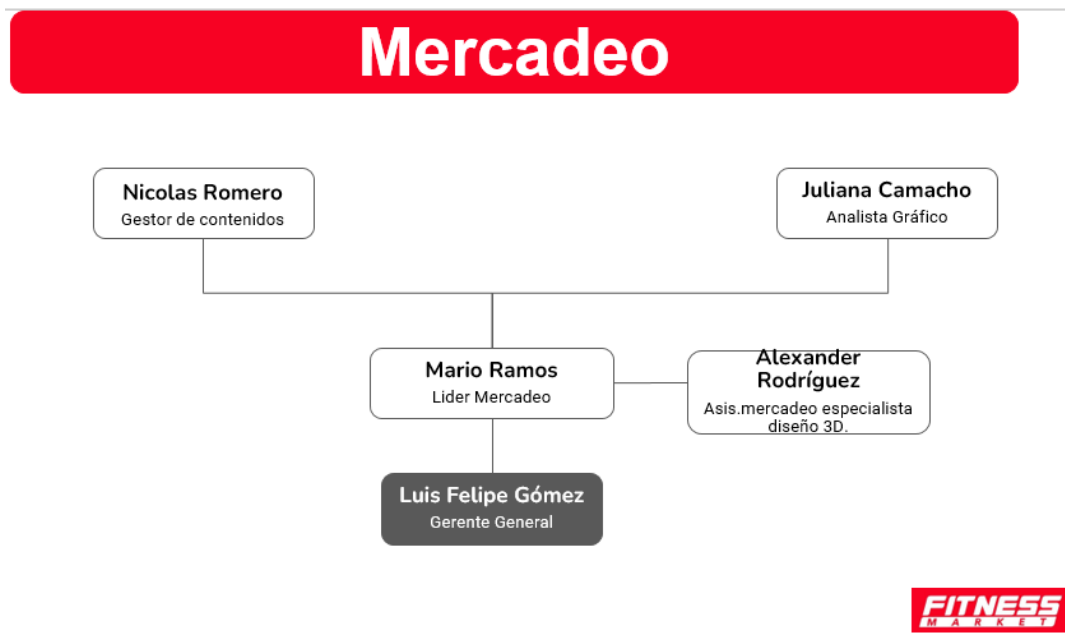 Mercadeo
Nicolas Romero
Gestor de contenidos
Juliana Camacho
Analista Gráfico
Mario Ramos
Lider Mercadeo
Alexander
Rodríguez
Asis.mercadeo especialista
diseño 3D.
Luis Felipe Gómez
Gerente General
FITNESS
MARKET